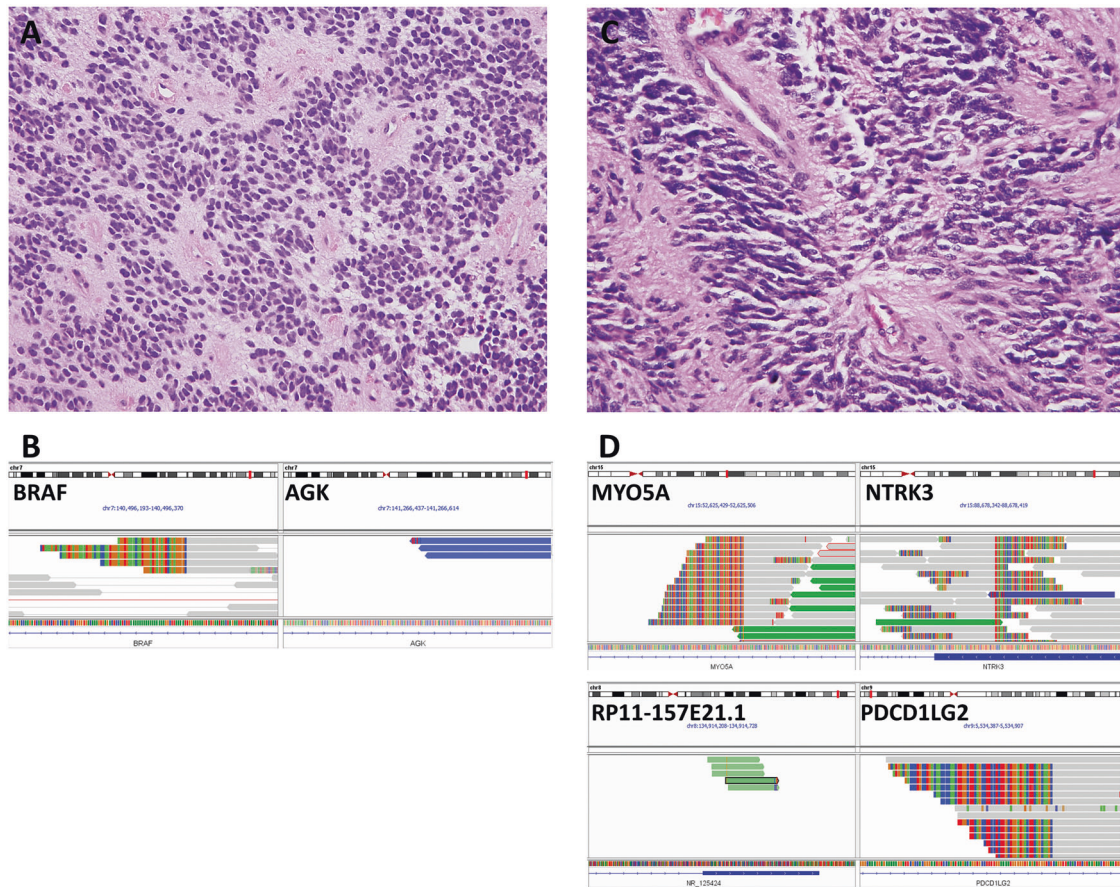 A
C
B
chr7
BRAF
chr7:140,496,193-140,496,370
BRAF
chr7
AGK
chr7:141,266,437-141,266,614
AGK
D
chr15
MYO5A
chr15:52,625,429-52,625,506
MYO5A
chr15
NTRK3
chr15:88,678,342-88,678,419
NTRK3
chr8
RP11-157E21.1
chr8:134,914,208-134,914,728
NR_125424
chr9
PDCD1LG2
chr9:5,534,387-5,534,907
PDCD1LG2